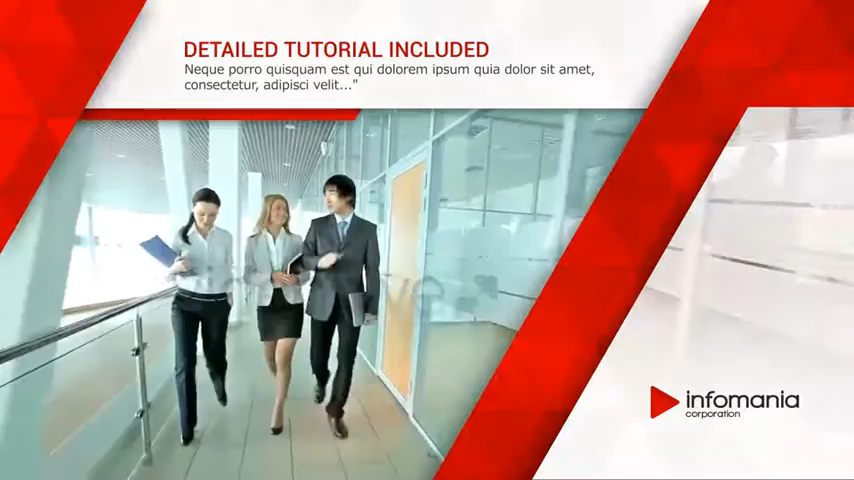 DETAILED TUTORIAL INCLUDED
Neque porro quisquam est qui dolorem ipsum quia dolor sit amet,
consectetur, adipisci velit..."
infomania
corporation